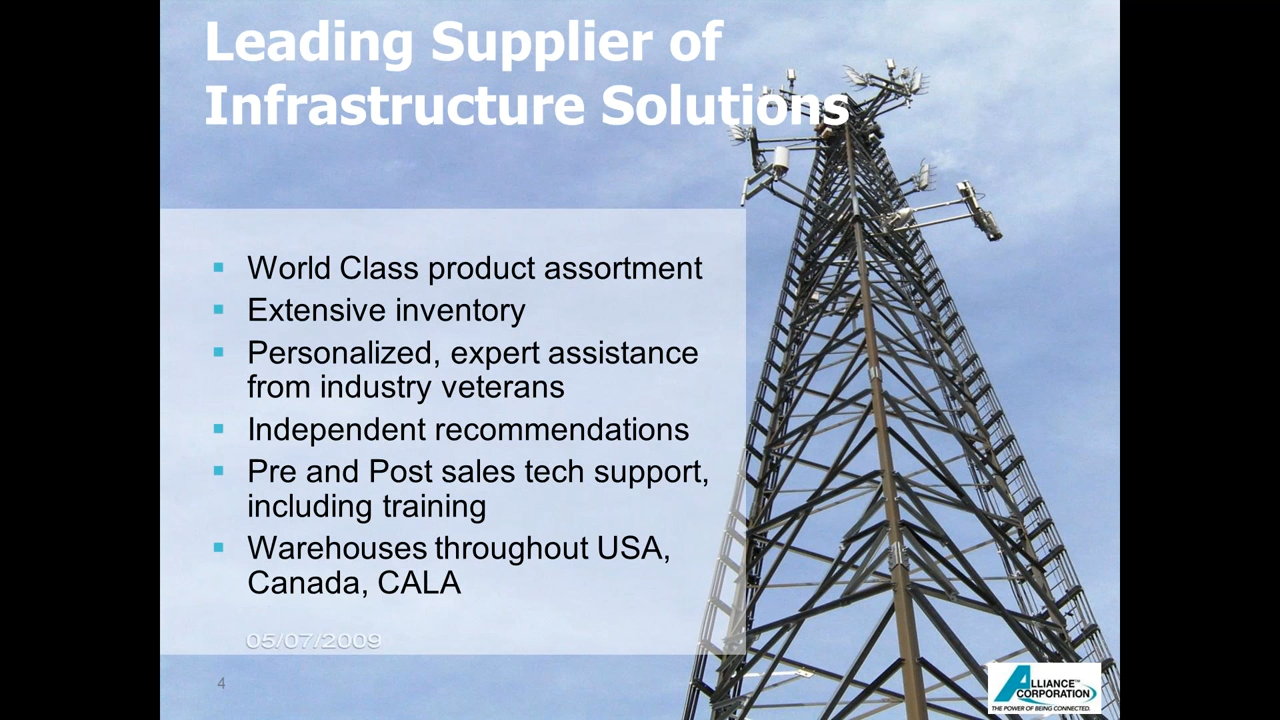 Leading Supplier of
Infrastructure Solutions
World Class product assortment
Extensive inventory
Personalized, expert assistance
from industry veterans
Independent recommendations
Pre and Post sales tech support,
including training
Warehouses throughout USA,
Canada, CALA
05/07/2009
4
ALLIANCE™
CORPORATION
THE POWER OF BEING CONNECTED.